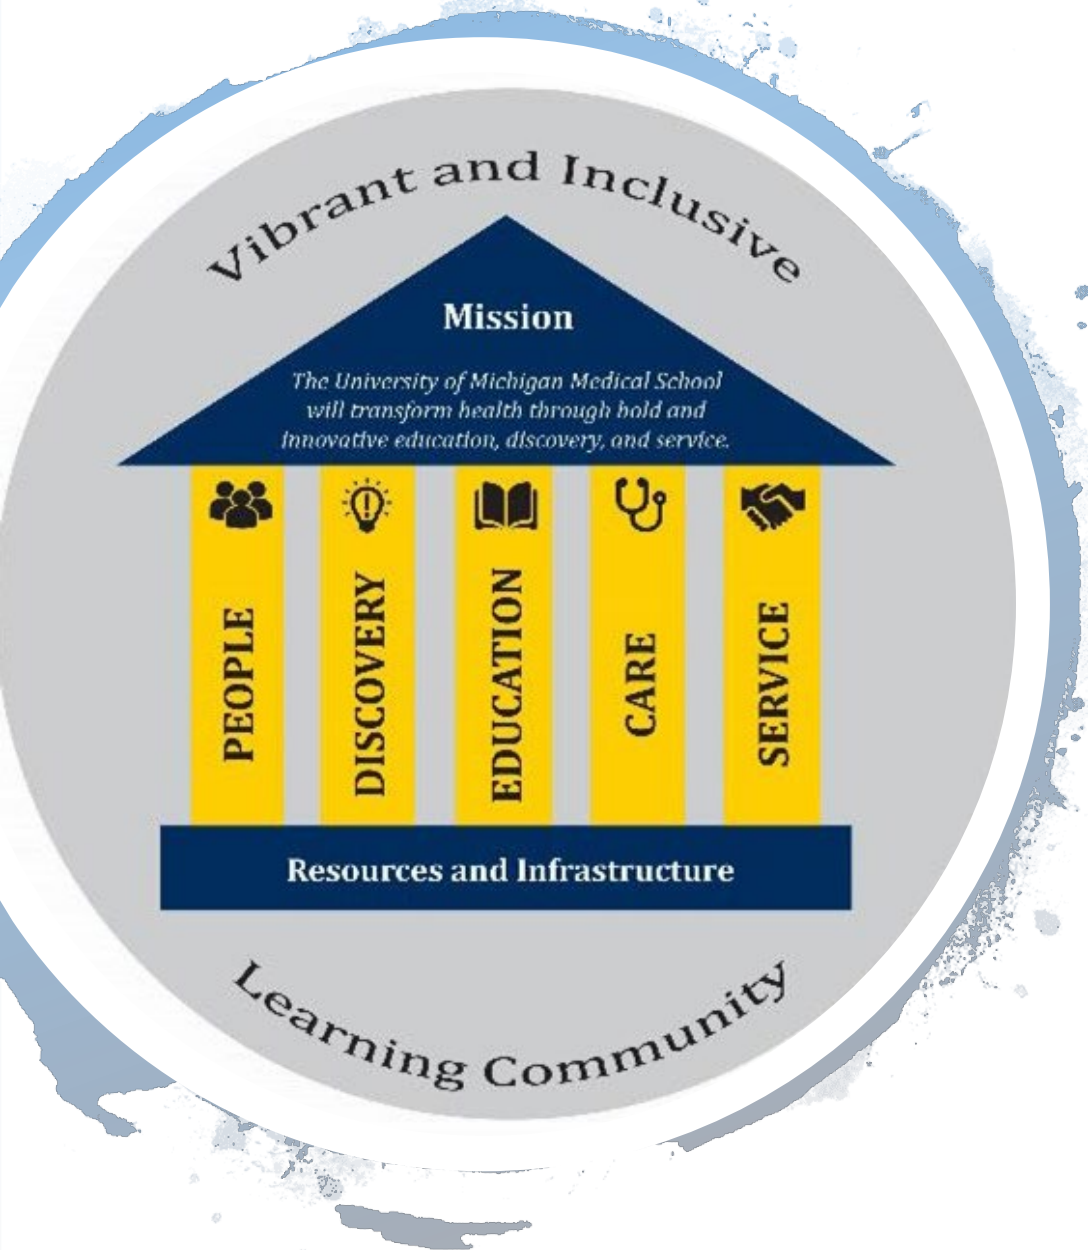 Vibrant and Inclusive
Mission
The University of Michigan Medical School
will transform health through bold and
innovative education, discovery, and service.
PEOPLE
DISCOVERY
EDUCATION
CARE
SERVICE
Resources and Infrastructure
Learning Community